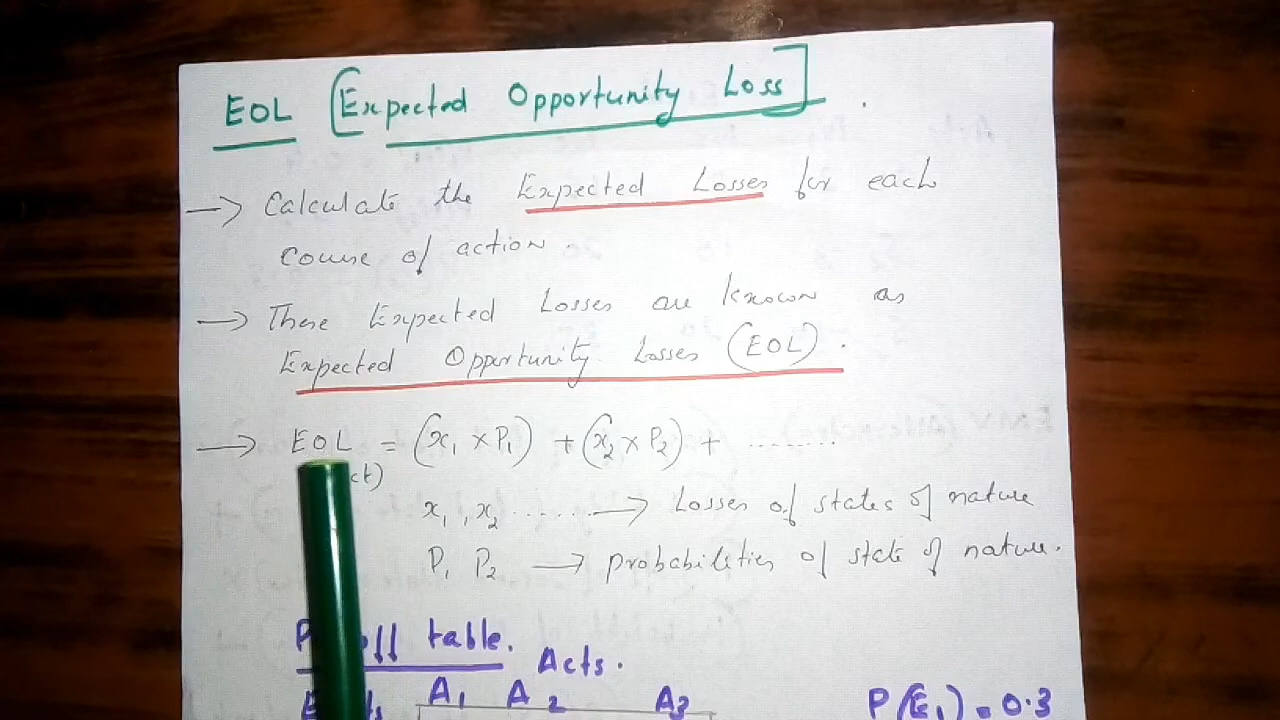 EOL [Expected Opportunity Loss].
→ Calculate the Expected Losses for each
course of action.
→ These Expected Losses are known as
Expected Opportunity Losses (EOL).
→ EOL = (x₁ × P₁) + (x₂ × P₂) + ........
x₁, x₂ ......→ Losses of states of nature
P₁ P₂ → probabilities of state of nature.
table.
Acts.
A₁ A₂ A₃ P(E₁) = 0.3